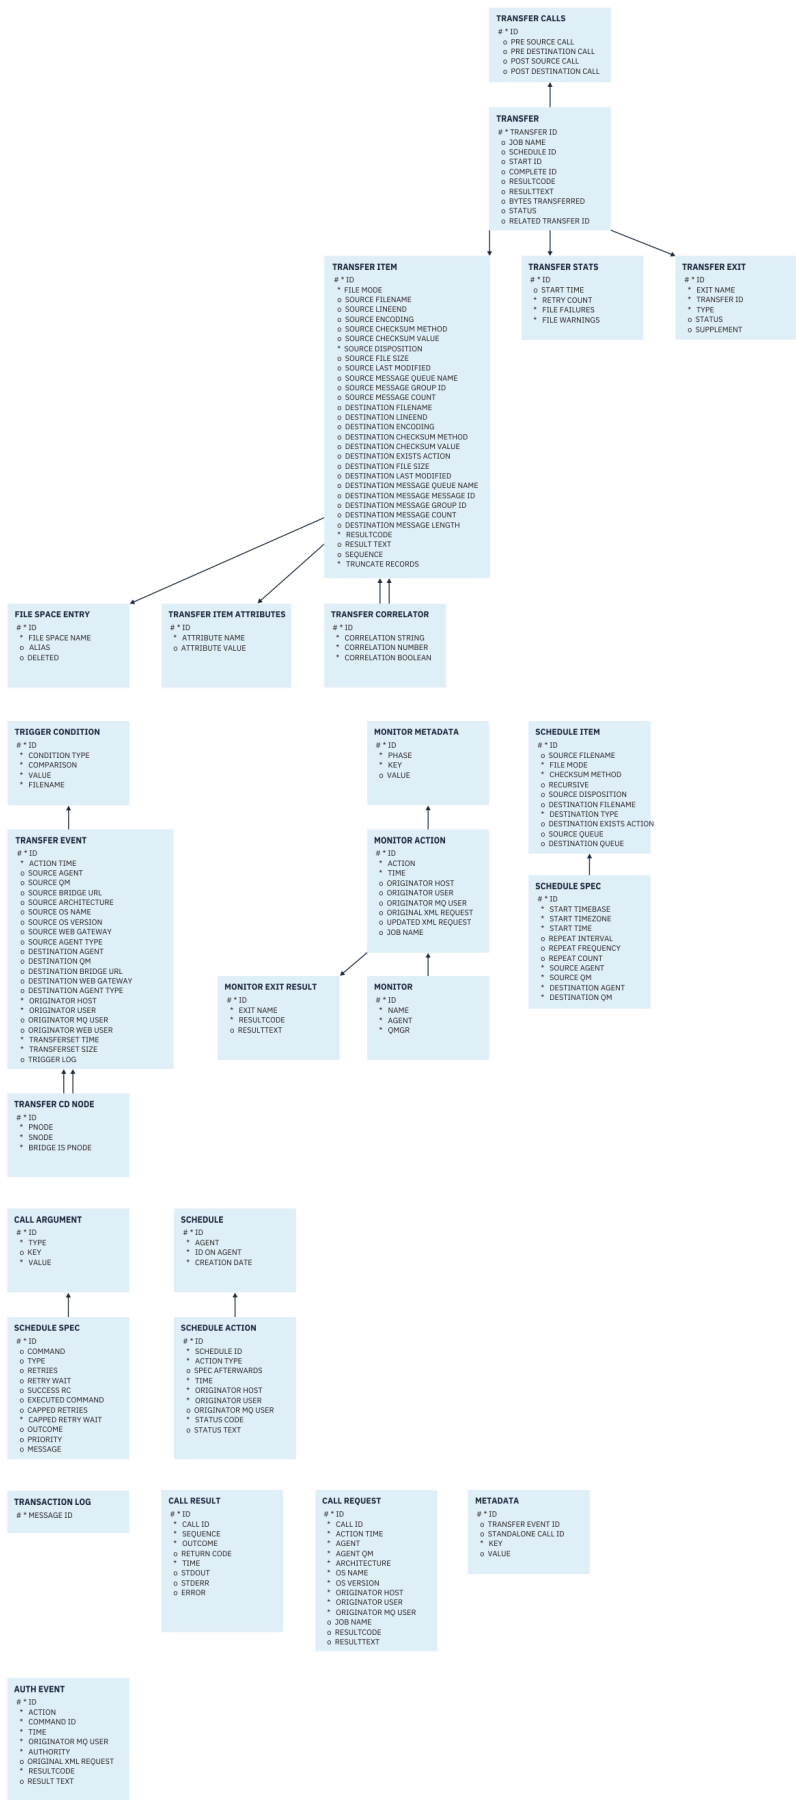 TRANSFER CALLS
# * ID
o PRE SOURCE CALL
o PRE DESTINATION CALL
o POST SOURCE CALL
o POST DESTINATION CALL
TRANSFER
# * TRANSFER ID
o JOB NAME
o SCHEDULE ID
o START ID
o COMPLETE ID
o RESULTCODE
o RESULTTEXT
o BYTES TRANSFERRED
o STATUS
o RELATED TRANSFER ID
TRANSFER ITEM
# * ID
* FILE MODE
o SOURCE FILENAME
o SOURCE LINEEND
o SOURCE ENCODING
o SOURCE CHECKSUM METHOD
o SOURCE CHECKSUM VALUE
* SOURCE DISPOSITION
o SOURCE FILE SIZE
o SOURCE LAST MODIFIED
o SOURCE MESSAGE QUEUE NAME
o SOURCE MESSAGE GROUP ID
o SOURCE MESSAGE COUNT
o DESTINATION FILENAME
o DESTINATION LINEEND
o DESTINATION ENCODING
o DESTINATION CHECKSUM METHOD
o DESTINATION CHECKSUM VALUE
o DESTINATION EXISTS ACTION
o DESTINATION FILE SIZE
o DESTINATION LAST MODIFIED
o DESTINATION MESSAGE QUEUE NAME
o DESTINATION MESSAGE MESSAGE ID
o DESTINATION MESSAGE GROUP ID
o DESTINATION MESSAGE COUNT
o DESTINATION MESSAGE LENGTH
* RESULTCODE
o RESULT TEXT
o SEQUENCE
* TRUNCATE RECORDS
TRANSFER STATS
# * ID
o START TIME
* RETRY COUNT
* FILE FAILURES
* FILE WARNINGS
TRANSFER EXIT
# * ID
* EXIT NAME
* TRANSFER ID
* TYPE
o STATUS
o SUPPLEMENT
FILE SPACE ENTRY
# * ID
* FILE SPACE NAME
o ALIAS
o DELETED
TRANSFER ITEM ATTRIBUTES
# * ID
* ATTRIBUTE NAME
o ATTRIBUTE VALUE
TRANSFER CORRELATOR
# * ID
* CORRELATION STRING
* CORRELATION NUMBER
* CORRELATION BOOLEAN
TRIGGER CONDITION
# * ID
* CONDITION TYPE
* COMPARISON
* VALUE
* FILENAME
MONITOR METADATA
# * ID
* PHASE
* KEY
o VALUE
SCHEDULE ITEM
# * ID
o SOURCE FILENAME
* FILE MODE
* CHECKSUM METHOD
o RECURSIVE
o SOURCE DISPOSITION
o DESTINATION FILENAME
* DESTINATION TYPE
o DESTINATION EXISTS ACTION
o SOURCE QUEUE
o DESTINATION QUEUE
TRANSFER EVENT
# * ID
* ACTION TIME
o SOURCE AGENT
o SOURCE QM
o SOURCE BRIDGE URL
o SOURCE ARCHITECTURE
o SOURCE OS NAME
o SOURCE OS VERSION
o SOURCE WEB GATEWAY
o SOURCE AGENT TYPE
o DESTINATION AGENT
o DESTINATION QM
o DESTINATION BRIDGE URL
o DESTINATION WEB GATEWAY
o DESTINATION AGENT TYPE
* ORIGINATOR HOST
* ORIGINATOR USER
o ORIGINATOR MQ USER
o ORIGINATOR WEB USER
* TRANSFERSET TIME
* TRANSFERSET SIZE
o TRIGGER LOG
MONITOR ACTION
# * ID
* ACTION
* TIME
o ORIGINATOR HOST
o ORIGINATOR USER
o ORIGINATOR MQ USER
o ORIGINAL XML REQUEST
o UPDATED XML REQUEST
o JOB NAME
SCHEDULE SPEC
# * ID
* START TIMEBASE
* START TIMEZONE
* START TIME
o REPEAT INTERVAL
o REPEAT FREQUENCY
o REPEAT COUNT
* SOURCE AGENT
* SOURCE QM
* DESTINATION AGENT
* DESTINATION QM
MONITOR EXIT RESULT
# * ID
* EXIT NAME
* RESULTCODE
o RESULTTEXT
MONITOR
# * ID
* NAME
* AGENT
* QMGR
TRANSFER CD NODE
# * ID
* PNODE
* SNODE
* BRIDGE IS PNODE
CALL ARGUMENT
# * ID
* TYPE
o KEY
* VALUE
SCHEDULE
# * ID
* AGENT
* ID ON AGENT
* CREATION DATE
SCHEDULE SPEC
# * ID
o COMMAND
o TYPE
o RETRIES
o RETRY WAIT
o SUCCESS RC
o EXECUTED COMMAND
o CAPPED RETRIES
* CAPPED RETRY WAIT
o OUTCOME
o PRIORITY
o MESSAGE
SCHEDULE ACTION
# * ID
* SCHEDULE ID
* ACTION TYPE
o SPEC AFTERWARDS
* TIME
* ORIGINATOR HOST
* ORIGINATOR USER
o ORIGINATOR MQ USER
* STATUS CODE
o STATUS TEXT
TRANSACTION LOG
# * MESSAGE ID
CALL RESULT
# * ID
* CALL ID
* SEQUENCE
* OUTCOME
o RETURN CODE
* TIME
o STDOUT
o STDERR
o ERROR
CALL REQUEST
# * ID
* CALL ID
* ACTION TIME
* AGENT
* AGENT QM
* ARCHITECTURE
* OS NAME
* OS VERSION
* ORIGINATOR HOST
* ORIGINATOR USER
* ORIGINATOR MQ USER
o JOB NAME
o RESULTCODE
o RESULTTEXT
METADATA
# * ID
o TRANSFER EVENT ID
o STANDALONE CALL ID
* KEY
o VALUE
AUTH EVENT
# * ID
* ACTION
* COMMAND ID
* TIME
* ORIGINATOR MQ USER
* AUTHORITY
o ORIGINAL XML REQUEST
* RESULTCODE
o RESULT TEXT